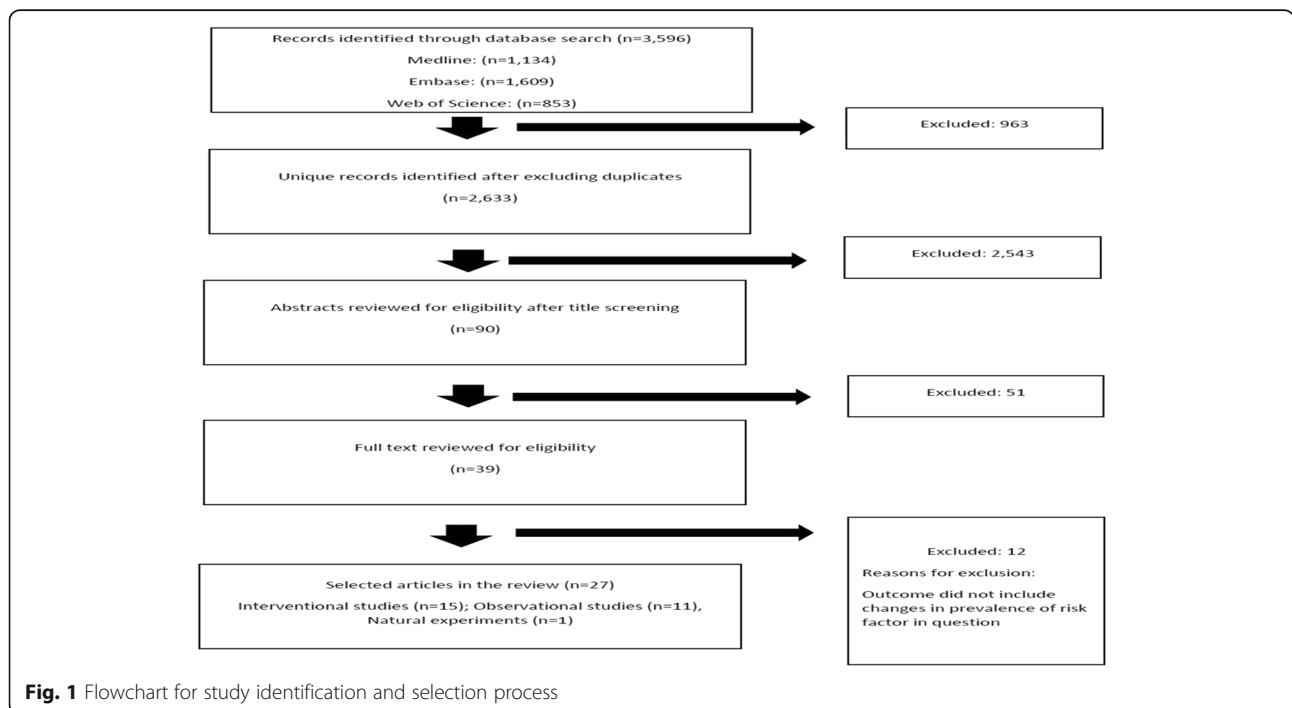 Records identified through database search (n=3,596)
Medline: (n=1,134)
Embase: (n=1,609)
Web of Science: (n=853)
Excluded: 963
Unique records identified after excluding duplicates
(n=2,633)
Excluded: 2,543
Abstracts reviewed for eligibility after title screening
(n=90)
Excluded: 51
Full text reviewed for eligibility
(n=39)
Excluded: 12
Reasons for exclusion:
Outcome did not include
changes in prevalence of risk
factor in question
Selected articles in the review (n=27)
Interventional studies (n=15); Observational studies (n=11),
Natural experiments (n=1)
Fig. 1 Flowchart for study identification and selection process